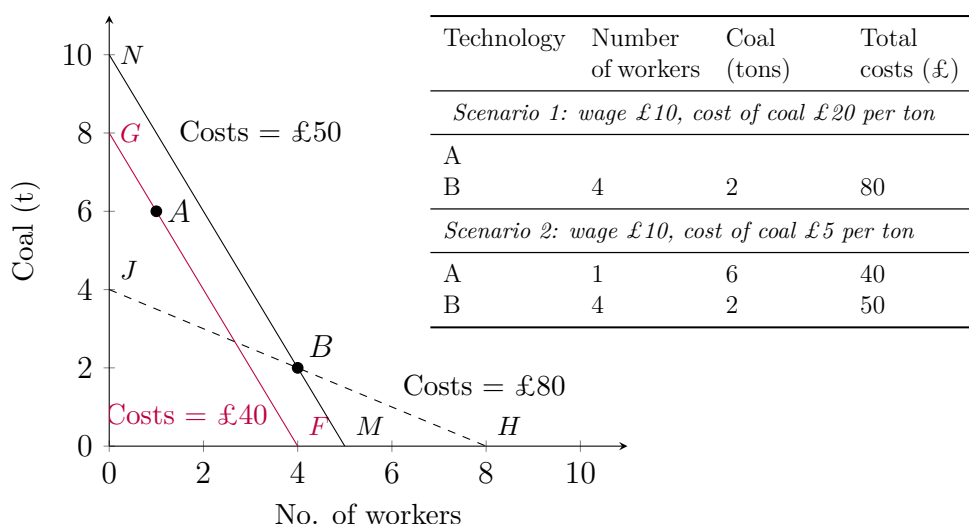 Technology Number of workers Coal (tons) Total costs (£)
Scenario 1: wage £10, cost of coal £20 per ton
A
B 4 2 80
Scenario 2: wage £10, cost of coal £5 per ton
A 1 6 40
B 4 2 50
10 N
G Costs = £50
8
6 A
Coal (t)
J
4
B
2
Costs = £80
Costs = £40 F M H
0
0 2 4 6 8 10
No. of workers